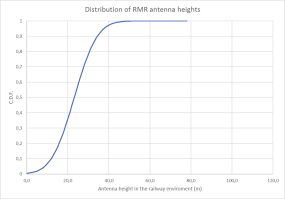 Distribution of RMR antenna heights
1
0,9
0,8
0,7
0,6
0,5
0,4
0,3
0,2
0,1
0
C.D.F.
0,0 20,0 40,0 60,0 80,0 100,0 120,0
Antenna height in the railway enviroment (m)